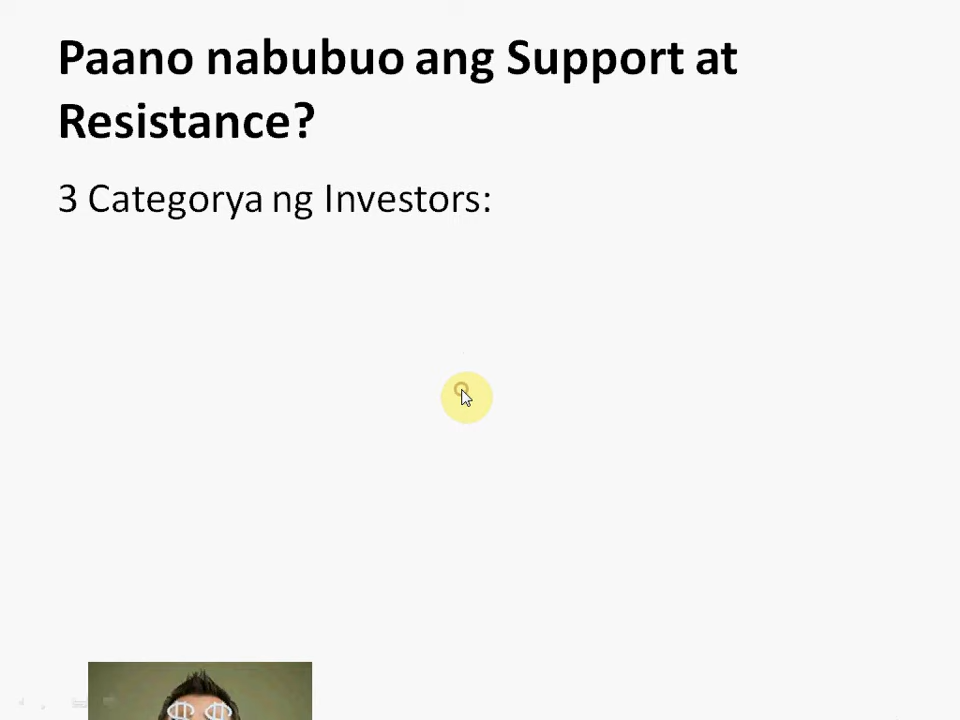 Paano nabubuo ang Support at
Resistance?
3 Categorya ng Investors: